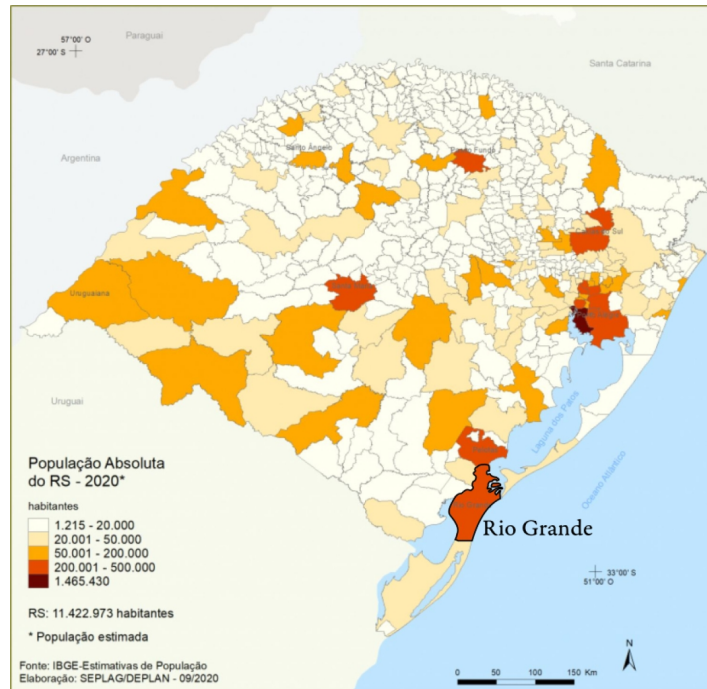 Paraguai
57°00' O
27°00' S
Santa Catarina
Argentina
Santo Ângelo
Passo Fundo
Uruguaiana
Uruguai
Laguna dos Patos
Oceano Atlântico
Rio Grande
33°00' S
51°00' O
População Absoluta
do RS - 2020*
habitantes
1.215 - 20.000
20.001 - 50.000
50.001 - 200.000
200.001 - 500.000
1.465.430
RS: 11.422.973 habitantes
* População estimada
Fonte: IBGE-Estimativas de População
Elaboração: SEPLAG/DEPLAN - 09/2020
N
0 50 100 150 Km